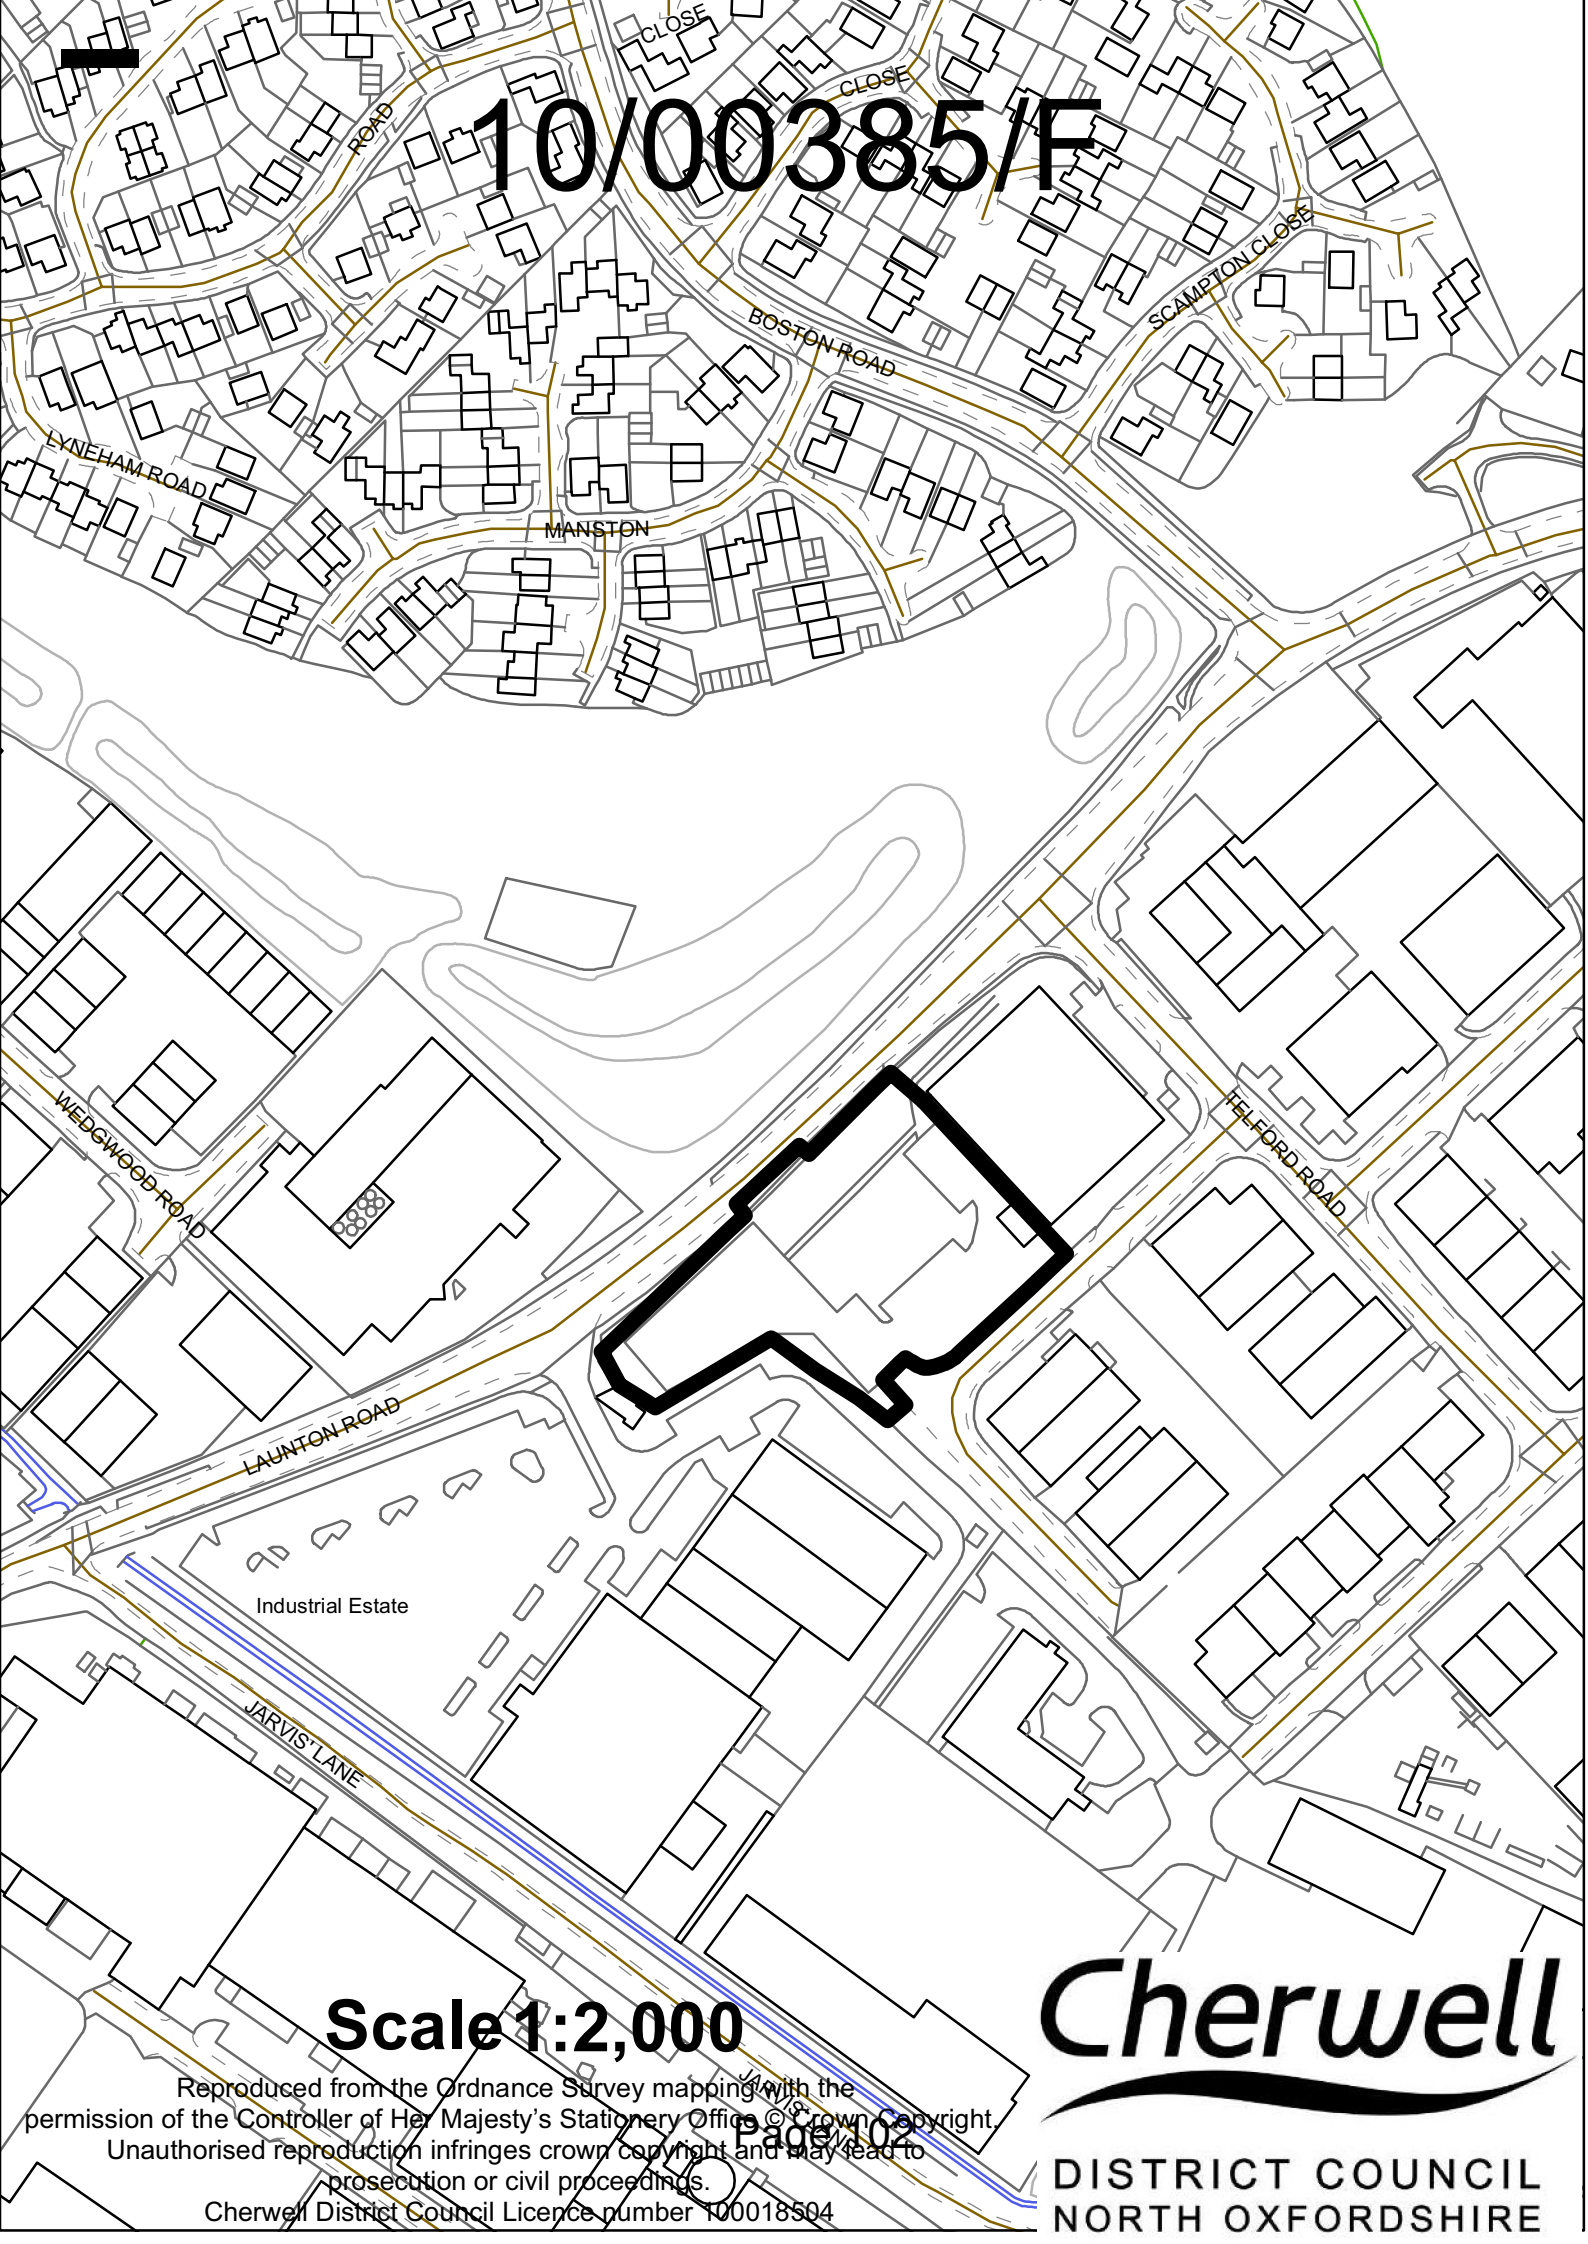 CLOSE
CLOSE
ROAD
10/00385/F
SCAMPTON CLOSE
BOSTON ROAD
LYNEHAM ROAD
MANSTON
WEDGWOOD ROAD
TELFORD ROAD
LAUNTON ROAD
Industrial Estate
JARVIS' LANE
Scale 1:2,000
JARVIS' LANE
Reproduced from the Ordnance Survey mapping with the
permission of the Controller of Her Majesty's Stationery Office © Crown Copyright.
Page 102
Unauthorised reproduction infringes crown copyright and may lead to
prosecution or civil proceedings.
Cherwell District Council Licence number 100018504
Cherwell
DISTRICT COUNCIL
NORTH OXFORDSHIRE